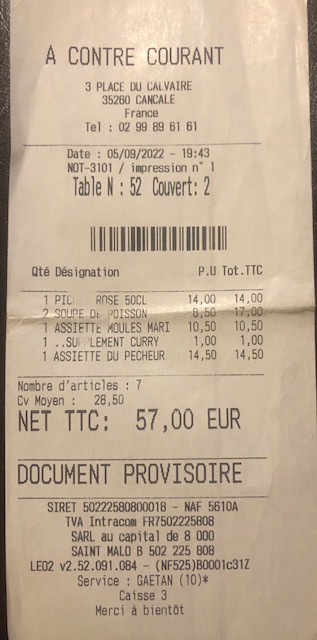 A CONTRE COURANT
3 PLACE DU CALVAIRE
35260 CANCALE
France
Tel : 02 99 89 61 61
Date : 05/09/2022 - 19:43
NOT-3101 / impression n° 1
Table N : 52 Couvert: 2
Qté Désignation P.U Tot.TTC
1 ROSE 50CL 14,00 14,00
2 SOUPE DE POISSON 8,50 17,00
1 ASSIETTE MOULES MARI 10,50 10,50
1 ..SUPPLEMENT CURRY 1,00 1,00
1 ASSIETTE DU PECHEUR 14,50 14,50
Nombre d'articles : 7
Cv Moyen : 28,50
NET TTC: 57,00 EUR
DOCUMENT PROVISOIRE
SIRET 50222580800018 - NAF 5610A
TVA Intracom FR7502225808
SARL au capital de 8 000
SAINT MALO B 502 225 808
LEO2 v2.52.091.084 - (NF525)B0001c31Z
Service : GAETAN (10)*
Caisse 3
Merci à bientôt